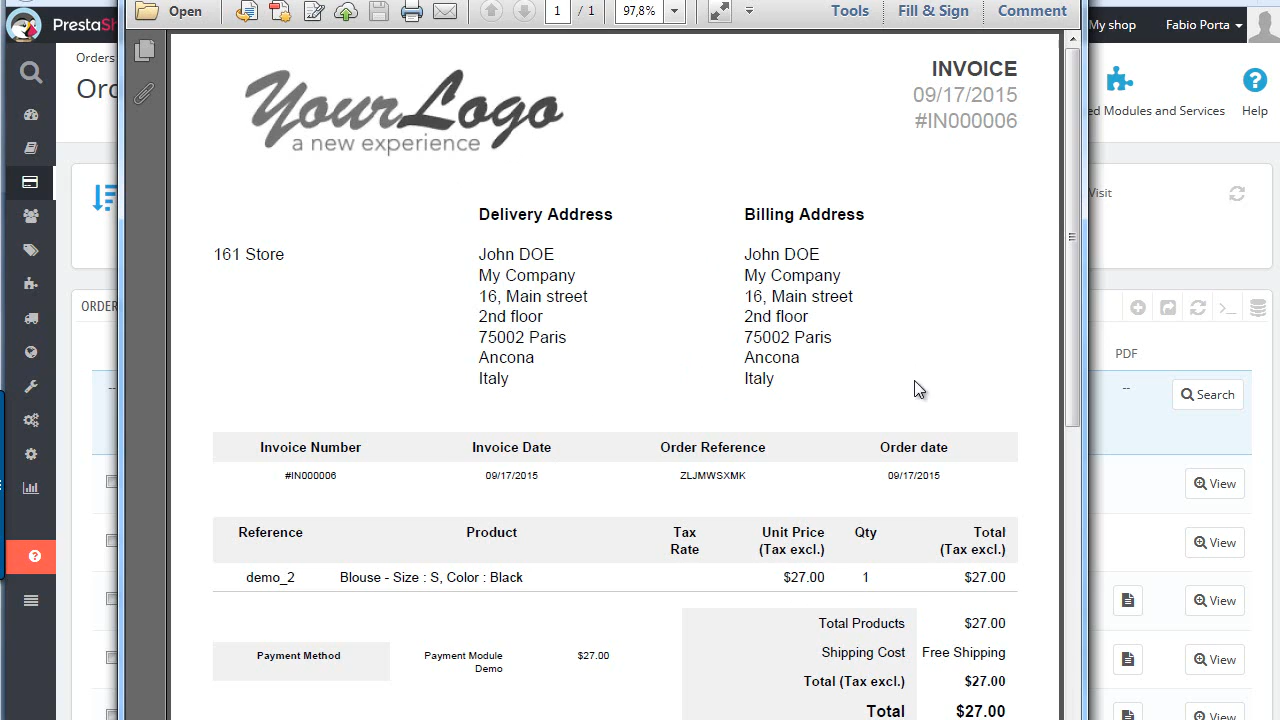 PrestaSh
Open
1 / 1
97,8%
Tools
Fill & Sign
Comment
My shop
Fabio Porta
Orders
Orc
ed Modules and Services
Help
Visit
YourLogo
a new experience
INVOICE
09/17/2015
#IN000006
161 Store
Delivery Address
John DOE
My Company
16, Main street
2nd floor
75002 Paris
Ancona
Italy
Billing Address
John DOE
My Company
16, Main street
2nd floor
75002 Paris
Ancona
Italy
ORDER
PDF
--
--
Search
View
View
View
View
View
Invoice Number Invoice Date Order Reference Order date
#IN000006 09/17/2015 ZLJMWSXMK 09/17/2015
Reference Product Tax Rate Unit Price (Tax excl.) Qty Total (Tax excl.)
demo_2 Blouse - Size : S, Color : Black $27.00 1 $27.00
Payment Method Payment Module Demo $27.00
Total Products $27.00
Shipping Cost Free Shipping
Total (Tax excl.) $27.00
Total $27.00